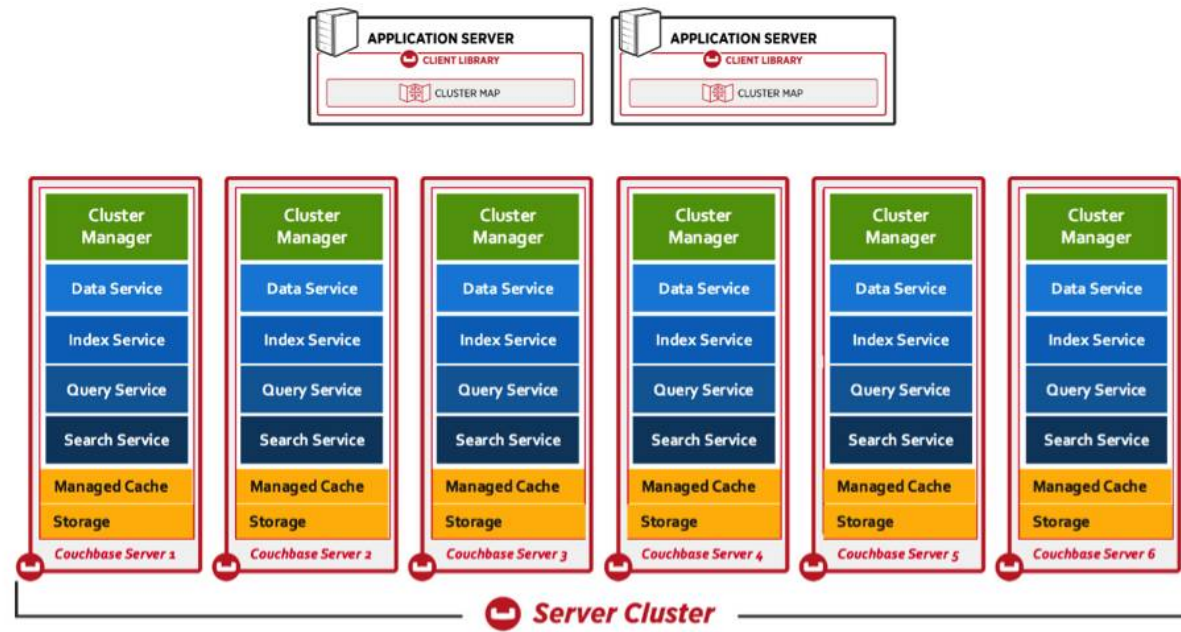 APPLICATION SERVER
CLIENT LIBRARY
CLUSTER MAP
APPLICATION SERVER
CLIENT LIBRARY
CLUSTER MAP
Cluster
Manager
Data Service
Index Service
Query Service
Search Service
Managed Cache
Storage
Couchbase Server 1
Cluster
Manager
Data Service
Index Service
Query Service
Search Service
Managed Cache
Storage
Couchbase Server 2
Cluster
Manager
Data Service
Index Service
Query Service
Search Service
Managed Cache
Storage
Couchbase Server 3
Cluster
Manager
Data Service
Index Service
Query Service
Search Service
Managed Cache
Storage
Couchbase Server 4
Cluster
Manager
Data Service
Index Service
Query Service
Search Service
Managed Cache
Storage
Couchbase Server 5
Cluster
Manager
Data Service
Index Service
Query Service
Search Service
Managed Cache
Storage
Couchbase Server 6
Server Cluster